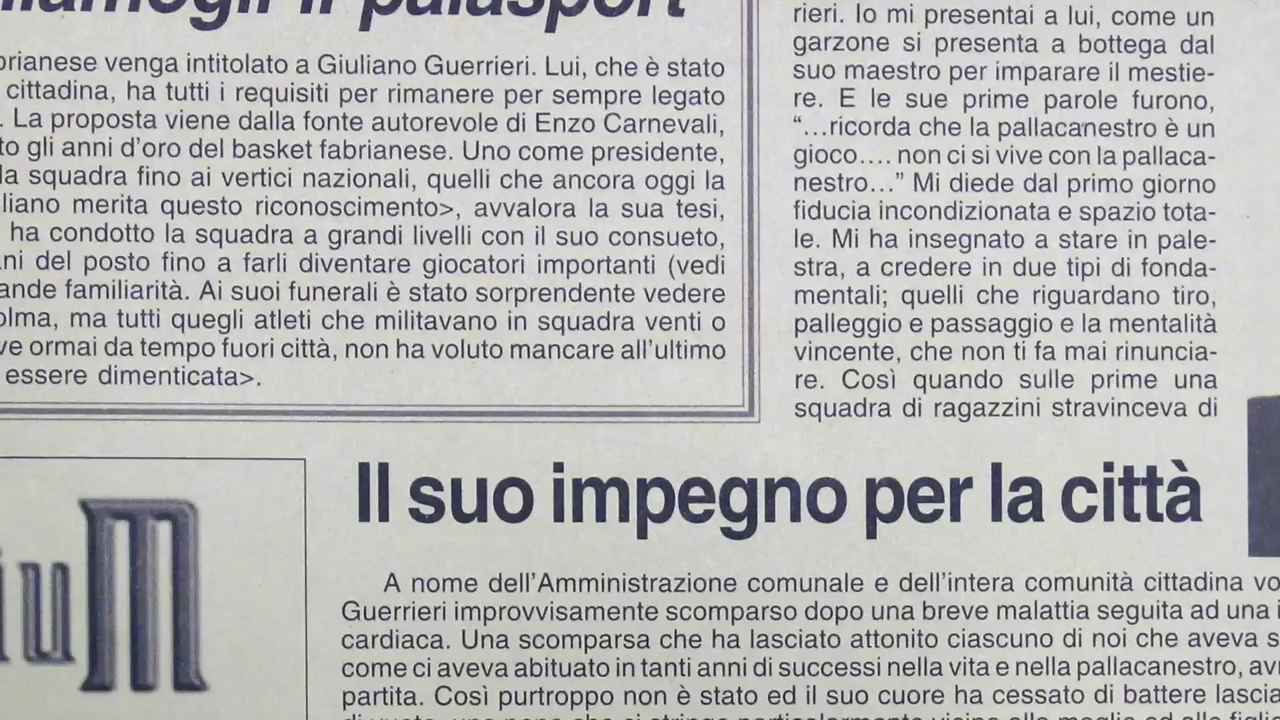 il palasport
venga intitolato a Giuliano Guerrieri. Lui, che è stato
cittadina, ha tutti i requisiti per rimanere per sempre legato
. La proposta viene dalla fonte autorevole di Enzo Carnevali,
gli anni d'oro del basket fabrianese. Uno come presidente,
la squadra fino ai vertici nazionali, quelli che ancora oggi la
merita questo riconoscimento>, avvalora la sua tesi,
ha condotto la squadra a grandi livelli con il suo consueto,
del posto fino a farli diventare giocatori importanti (vedi
familiarità. Ai suoi funerali è stato sorprendente vedere
ma tutti quegli atleti che militavano in squadra venti o
ormai da tempo fuori città, non ha voluto mancare all'ultimo
essere dimenticata>.
rieri. Io mi presentai a lui, come un
garzone si presenta a bottega dal
suo maestro per imparare il mestie-
re. E le sue prime parole furono,
“…ricorda che la pallacanestro è un
gioco…. non ci si vive con la pallaca-
nestro…” Mi diede dal primo giorno
fiducia incondizionata e spazio tota-
le. Mi ha insegnato a stare in pale-
stra, a credere in due tipi di fonda-
mentali; quelli che riguardano tiro,
palleggio e passaggio e la mentalità
vincente, che non ti fa mai rinuncia-
re. Così quando sulle prime una
squadra di ragazzini stravinceva di
iuM
Il suo impegno per la città
A nome dell'Amministrazione comunale e dell'intera comunità cittadina
Guerrieri improvvisamente scomparso dopo una breve malattia seguita ad una
cardiaca. Una scomparsa che ha lasciato attonito ciascuno di noi che aveva
come ci aveva abituato in tanti anni di successi nella vita e nella pallacanestro,
partita. Così purtroppo non è stato ed il suo cuore ha cessato di battere